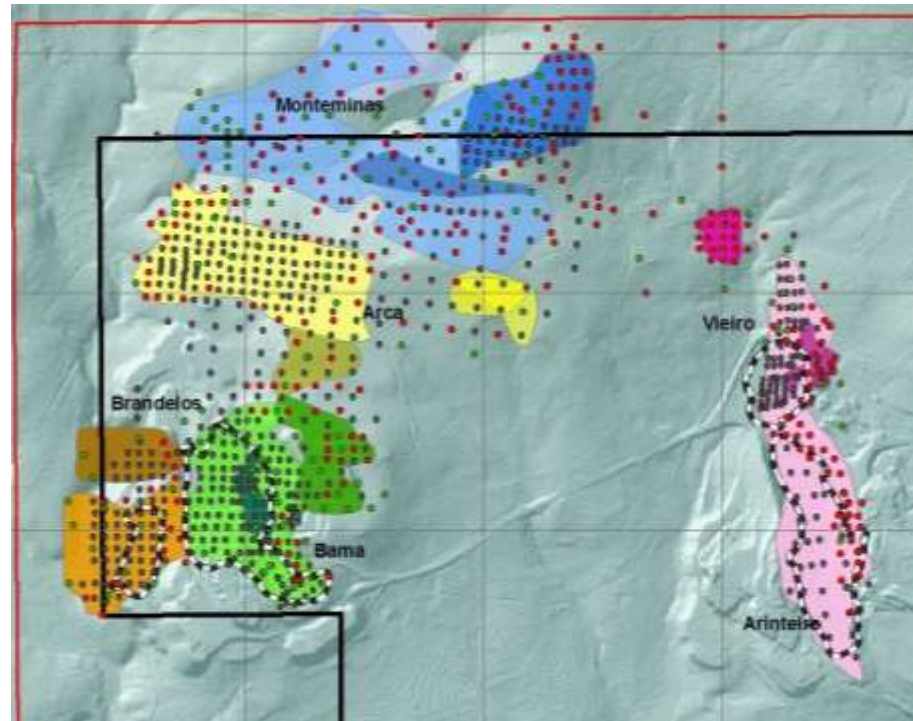 Monteminas
Arca
Vieiro
Brandelos
Bama
Arinteiro